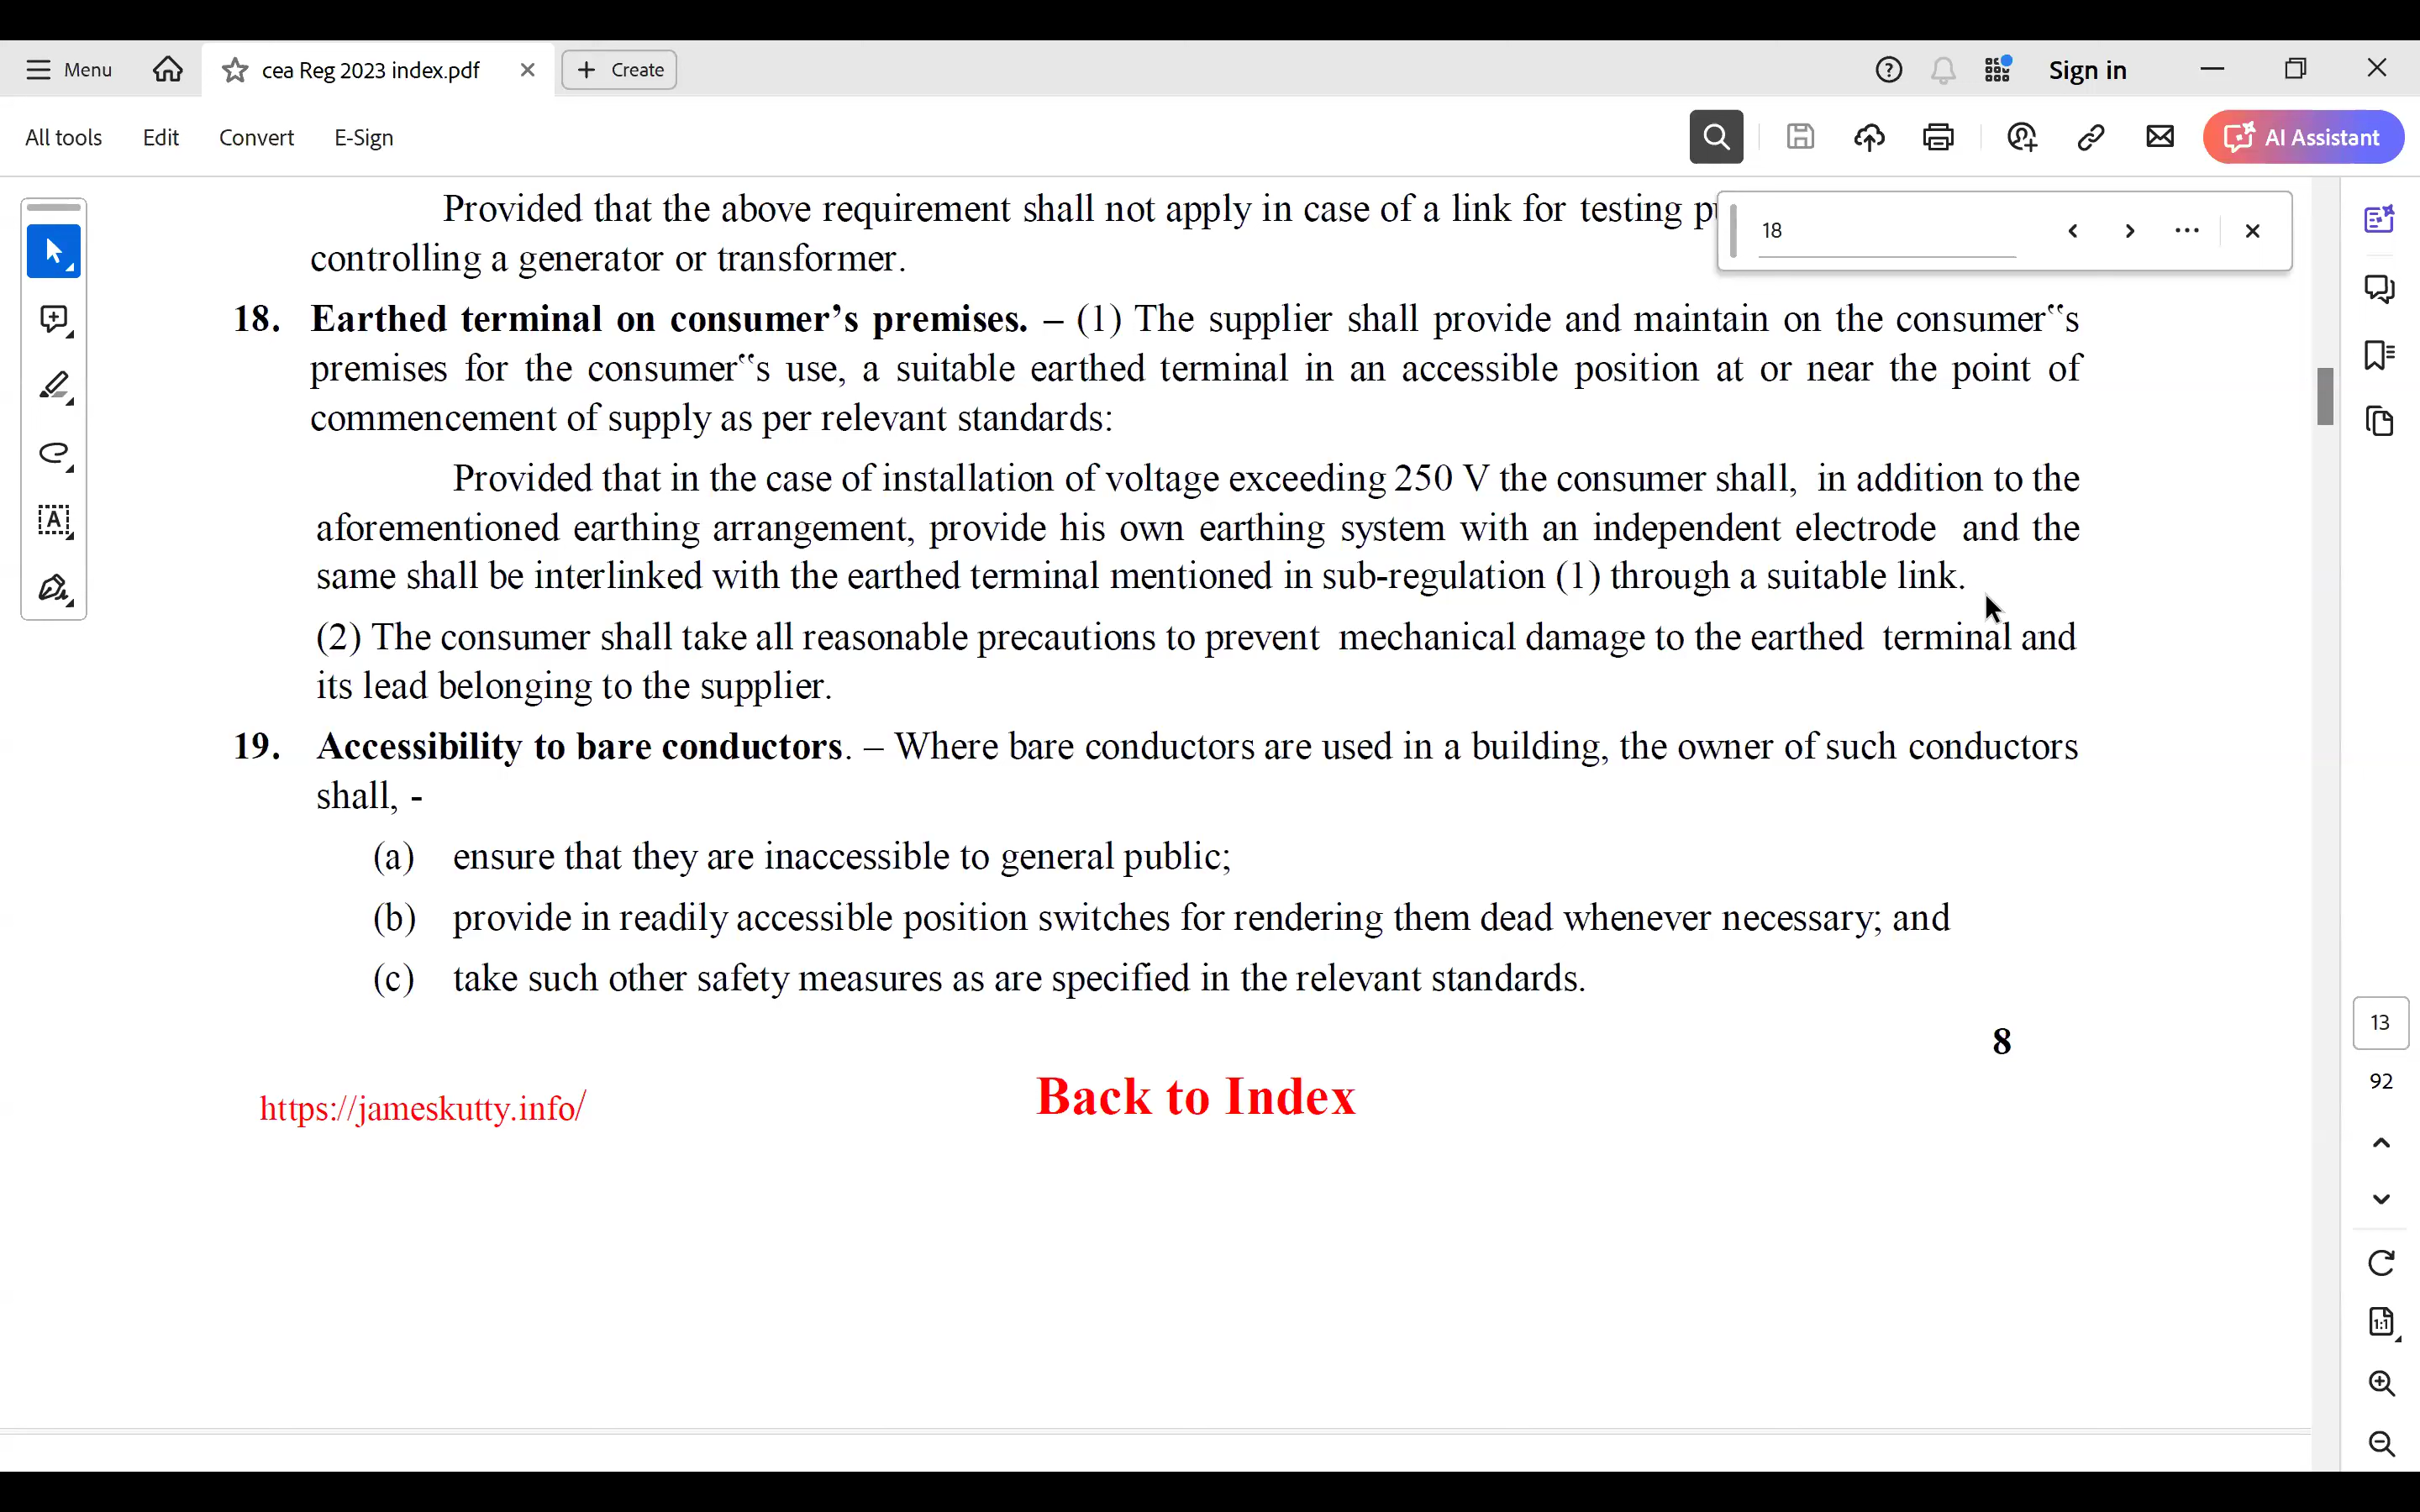 Menu
cea Reg 2023 index.pdf
Create
Sign in
All tools
Edit
Convert
E-Sign
AI Assistant
Provided that the above requirement shall not apply in case of a link for testing
18
controlling a generator or transformer.
18. Earthed terminal on consumer’s premises. – (1) The supplier shall provide and maintain on the consumer‟s
premises for the consumer‟s use, a suitable earthed terminal in an accessible position at or near the point of
commencement of supply as per relevant standards:
Provided that in the case of installation of voltage exceeding 250 V the consumer shall, in addition to the
aforementioned earthing arrangement, provide his own earthing system with an independent electrode and the
same shall be interlinked with the earthed terminal mentioned in sub-regulation (1) through a suitable link.
(2) The consumer shall take all reasonable precautions to prevent mechanical damage to the earthed terminal and
its lead belonging to the supplier.
19. Accessibility to bare conductors. – Where bare conductors are used in a building, the owner of such conductors
shall, -
(a) ensure that they are inaccessible to general public;
(b) provide in readily accessible position switches for rendering them dead whenever necessary; and
(c) take such other safety measures as are specified in the relevant standards.
8
https://jameskutty.info/
Back to Index
13
92
1:1